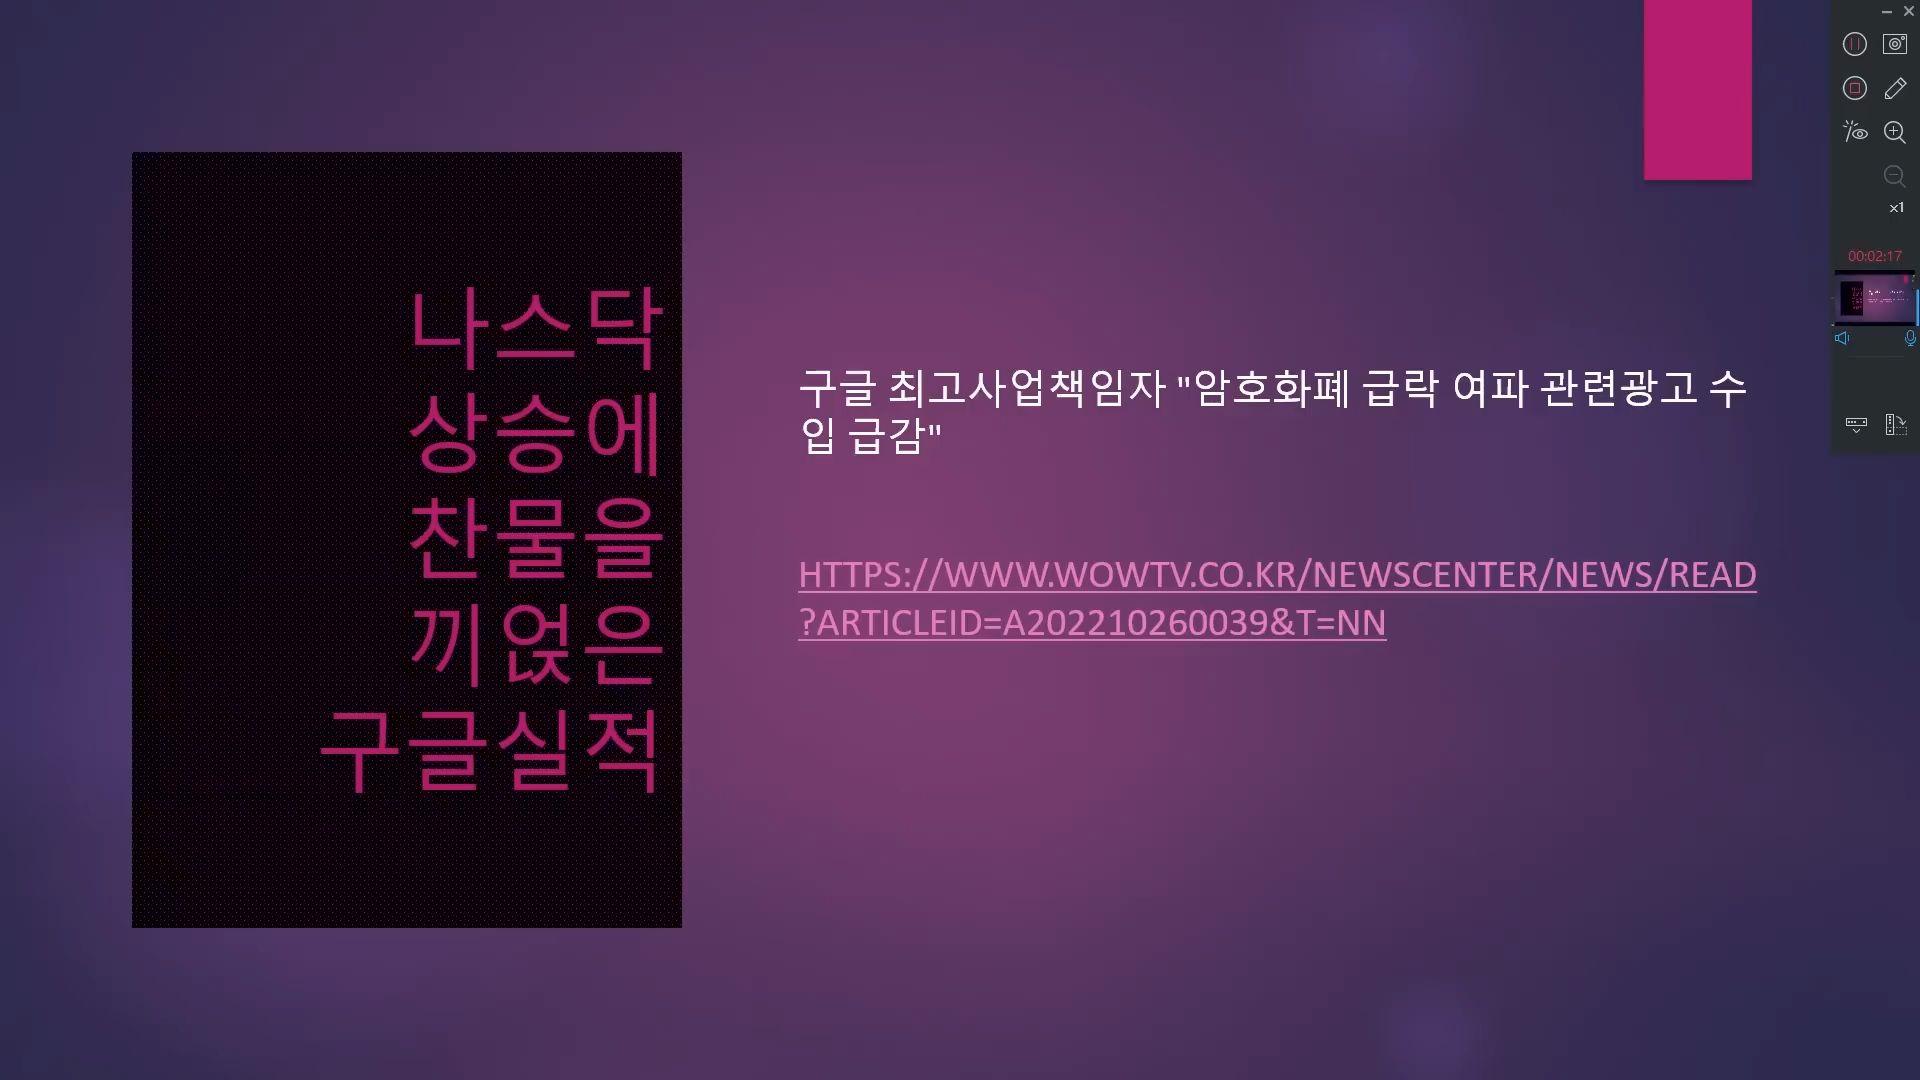 나스닥
상승에
찬물을
끼얹은
구글실적
구글 최고사업책임자 "암호화폐 급락 여파 관련광고 수
입 급감"
HTTPS://WWW.WOWTV.CO.KR/NEWSCENTER/NEWS/READ
?ARTICLEID=A202210260039&T=NN
x1
00:02:17